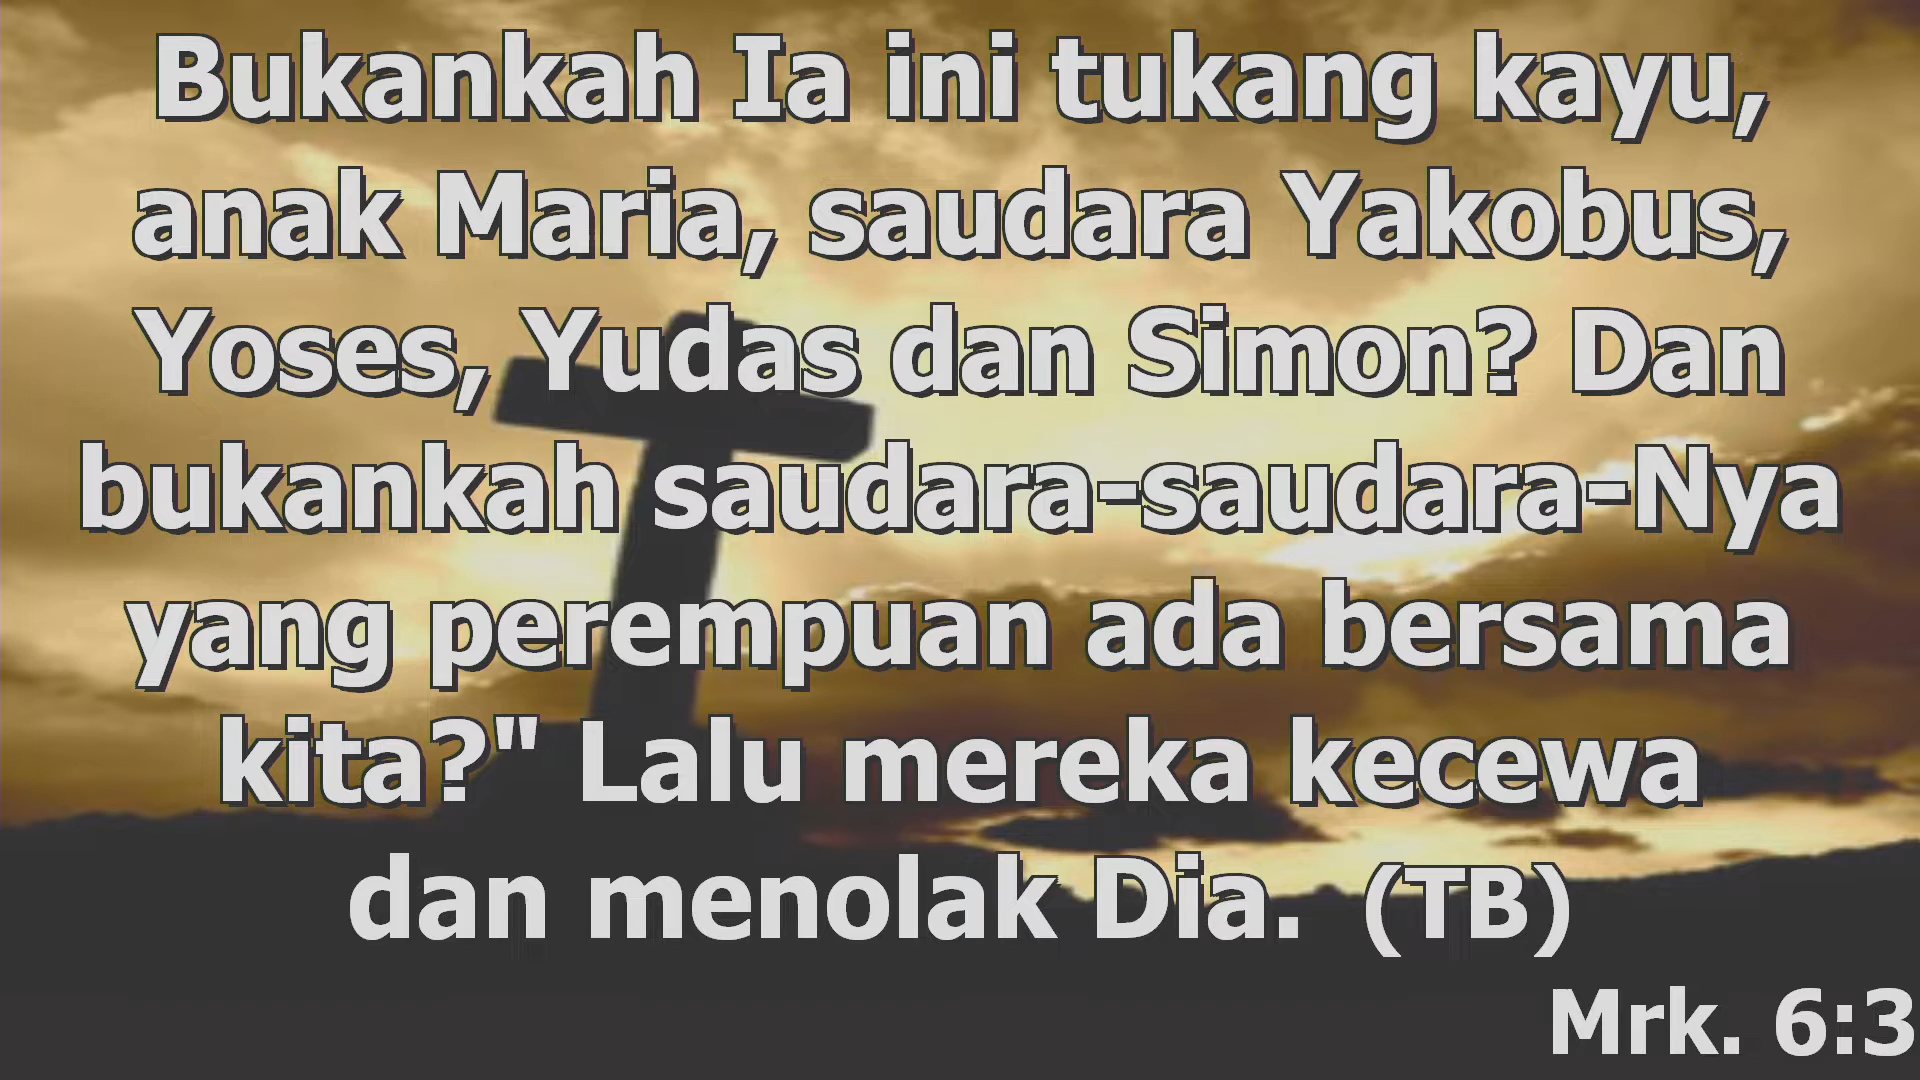 Bukankah Ia ini tukang kayu,
anak Maria, saudara Yakobus,
Yoses, Yudas dan Simon? Dan
bukankah saudara-saudara-Nya
yang perempuan ada bersama
kita?" Lalu mereka kecewa
dan menolak Dia. (TB)
Mrk. 6:3